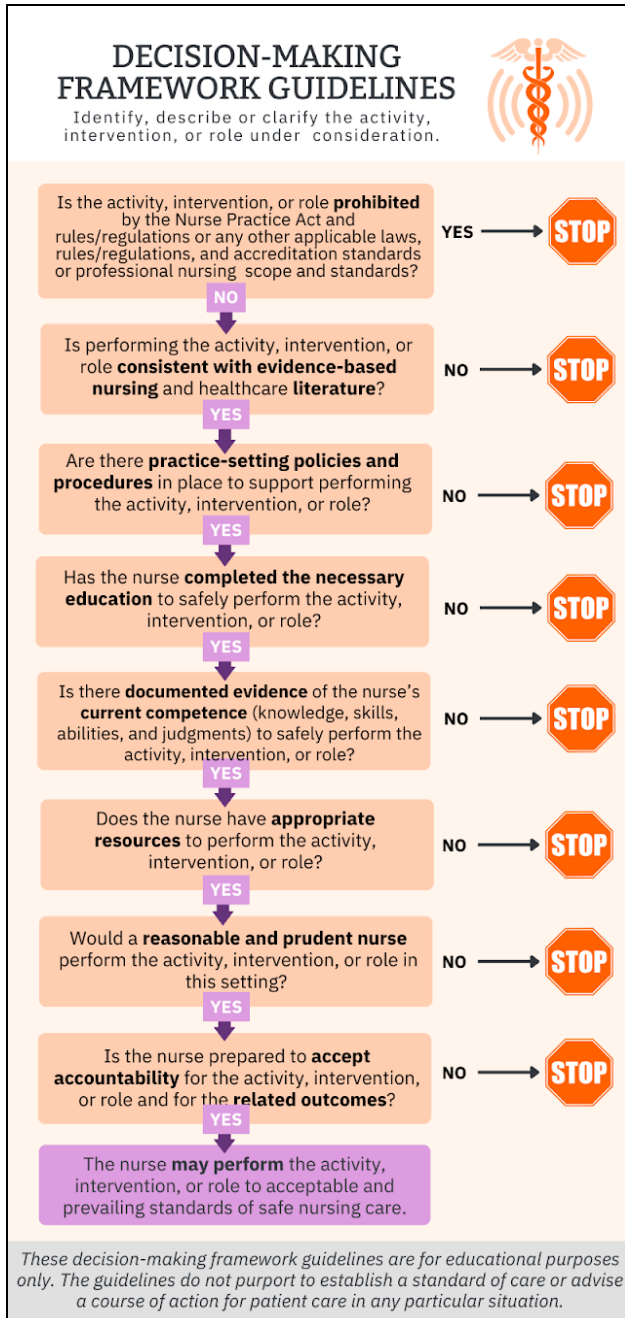 DECISION-MAKING
FRAMEWORK GUIDELINES
Identify, describe or clarify the activity,
intervention, or role under consideration.
Is the activity, intervention, or role prohibited
by the Nurse Practice Act and
rules/regulations or any other applicable laws,
rules/regulations, and accreditation standards
or professional nursing scope and standards?
YES
STOP
NO
Is performing the activity, intervention, or
role consistent with evidence-based
nursing and healthcare literature?
NO
STOP
YES
Are there practice-setting policies and
procedures in place to support performing
the activity, intervention, or role?
NO
STOP
YES
Has the nurse completed the necessary
education to safely perform the activity,
intervention, or role?
NO
STOP
YES
Is there documented evidence of the nurse's
current competence (knowledge, skills,
abilities, and judgments) to safely perform the
activity, intervention, or role?
NO
STOP
YES
Does the nurse have appropriate
resources to perform the activity,
intervention, or role?
NO
STOP
YES
Would a reasonable and prudent nurse
perform the activity, intervention, or role in
this setting?
NO
STOP
YES
Is the nurse prepared to accept
accountability for the activity, intervention,
or role and for the related outcomes?
NO
STOP
YES
The nurse may perform the activity,
intervention, or role to acceptable and
prevailing standards of safe nursing care.
These decision-making framework guidelines are for educational purposes
only. The guidelines do not purport to establish a standard of care or advise
a course of action for patient care in any particular situation.